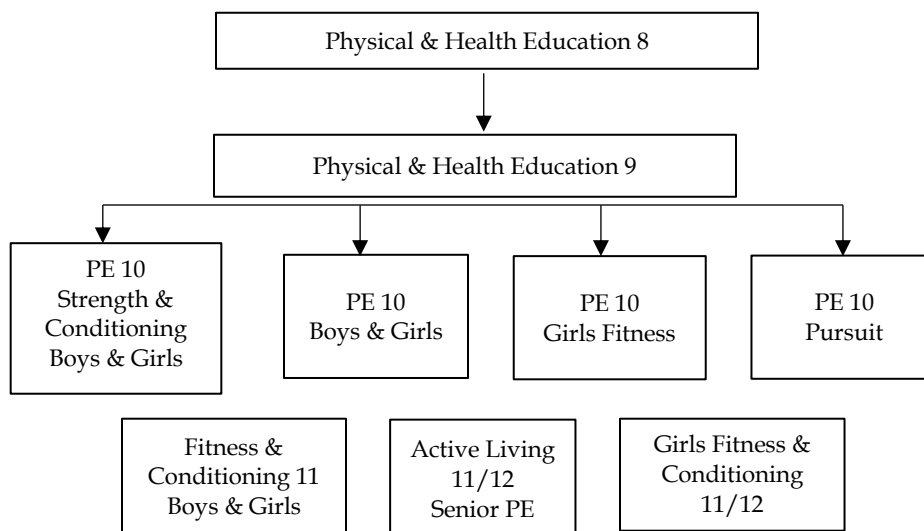 Physical & Health Education 8
Physical & Health Education 9
PE 10
Strength &
Conditioning
Boys & Girls
PE 10
Boys & Girls
PE 10
Girls Fitness
PE 10
Pursuit
Fitness &
Conditioning 11
Boys & Girls
Active Living
11/12
Senior PE
Girls Fitness &
Conditioning
11/12